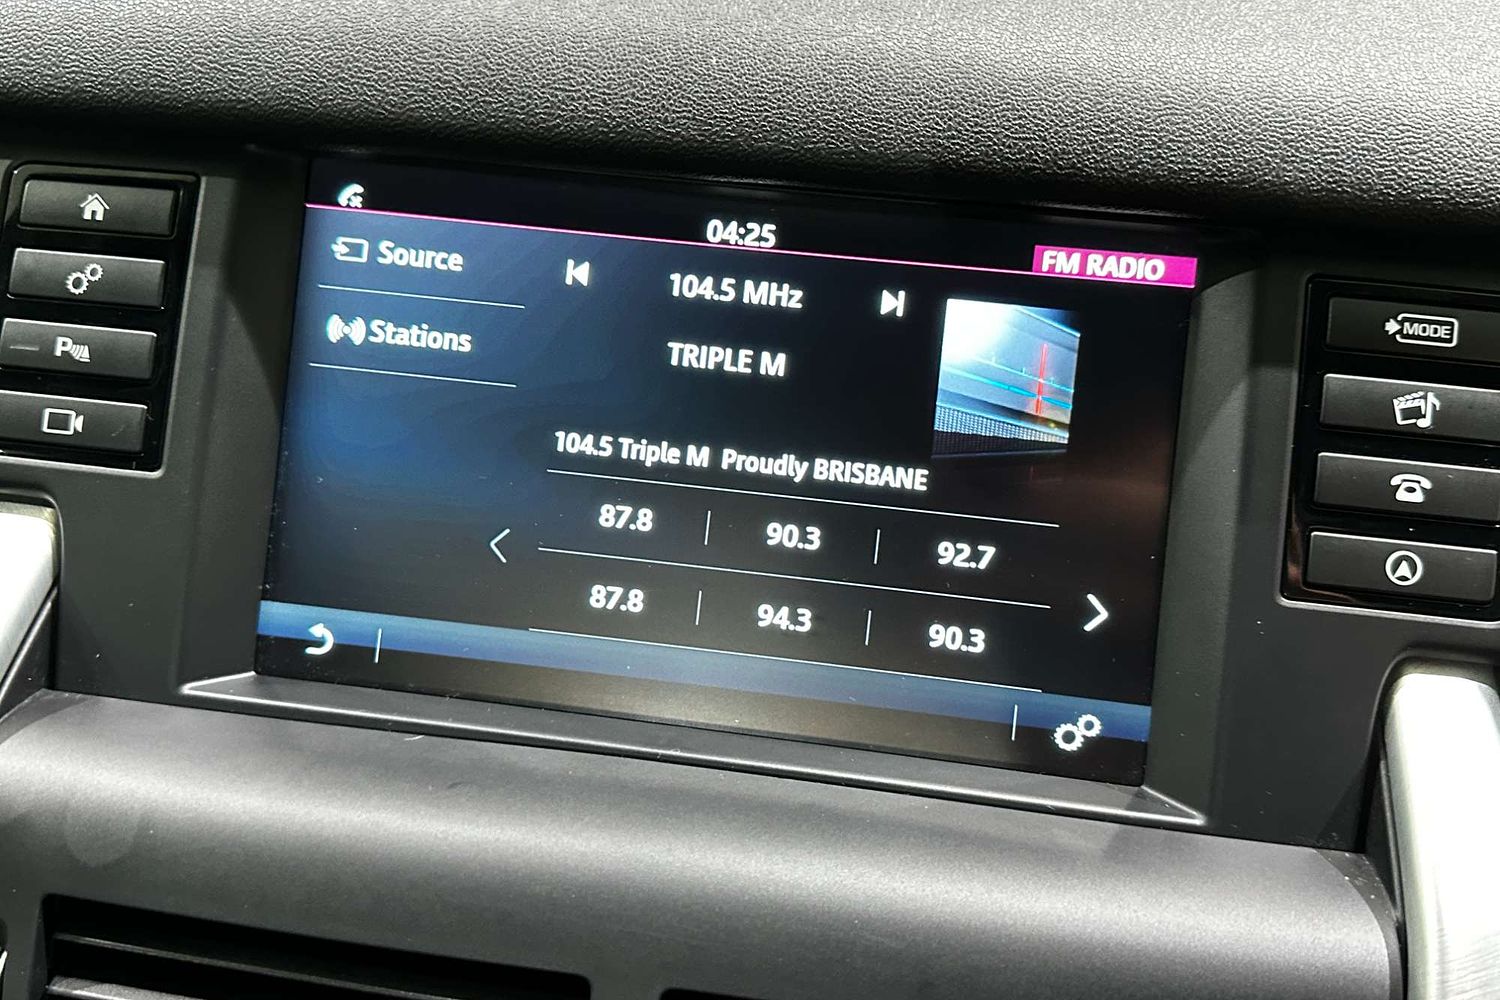 04:25
FM RADIO
Source
104.5 MHz
Stations
TRIPLE M
104.5 Triple M Proudly BRISBANE
87.8 90.3 92.7
87.8 94.3 90.3
P
MODE